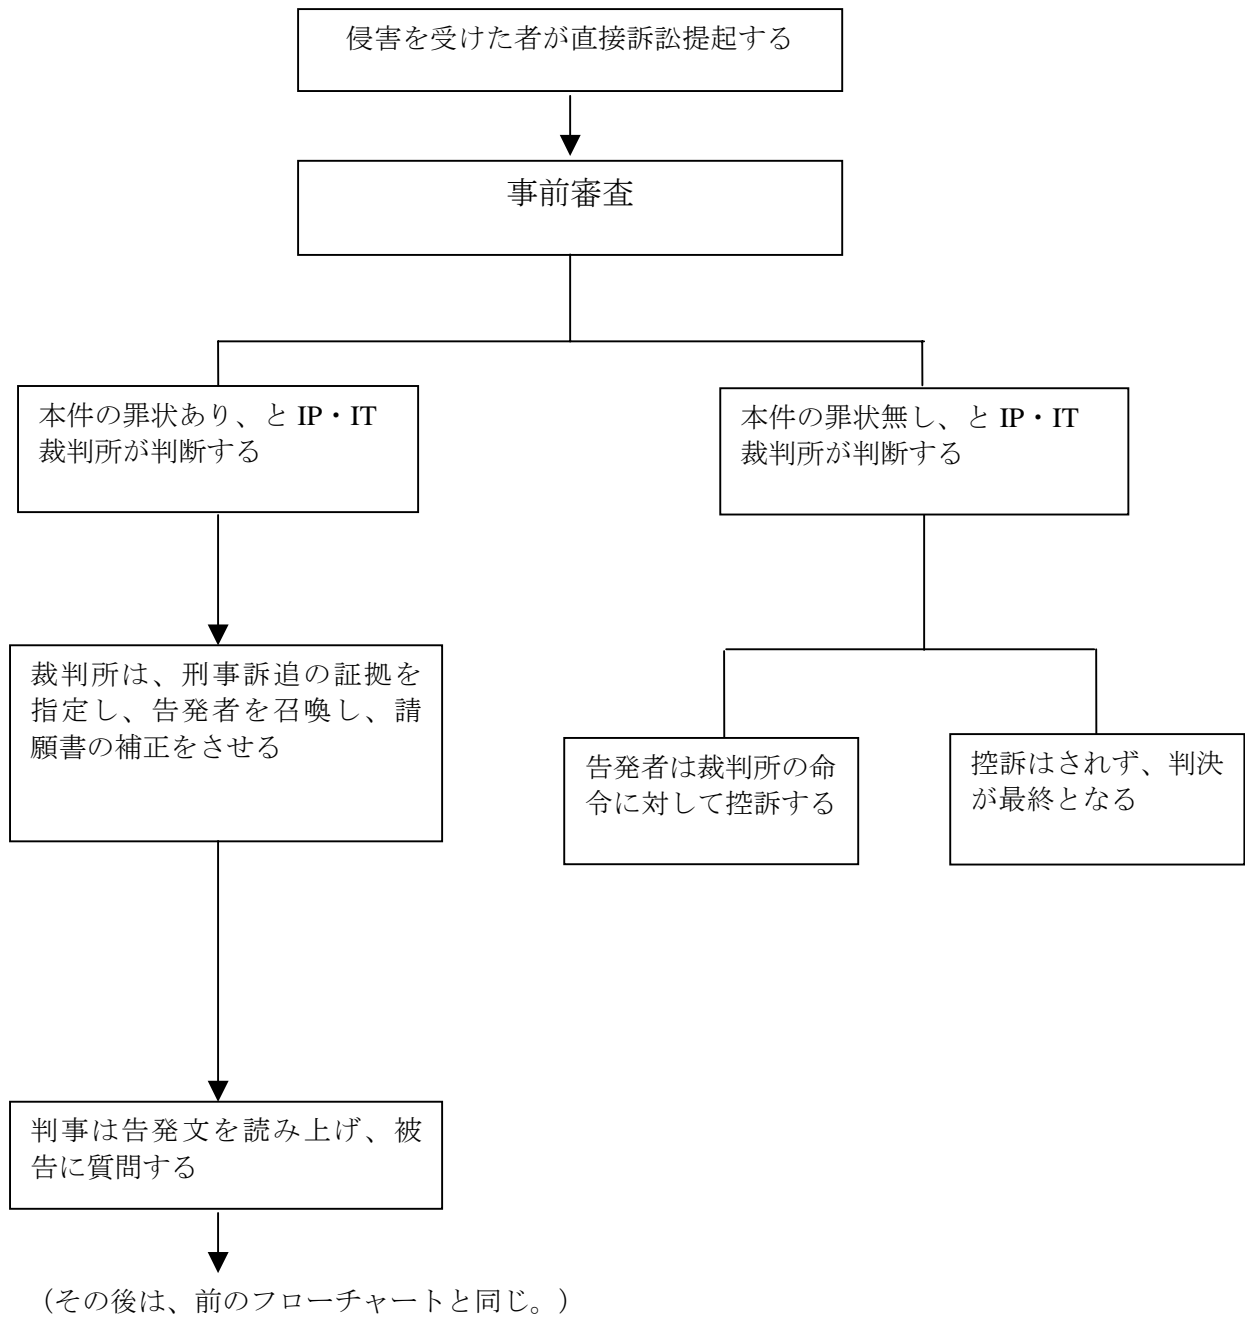 侵害を受けた者が直接訴訟提起する
事前審査
本件の罪状あり、と IP・IT
裁判所が判断する
本件の罪状無し、と IP・IT
裁判所が判断する
裁判所は、刑事訴追の証拠を
指定し、告発者を召喚し、請
願書の補正をさせる
告発者は裁判所の命
令に対して控訴する
控訴はされず、判決
が最終となる
判事は告発文を読み上げ、被
告に質問する
（その後は、前のフローチャートと同じ。）